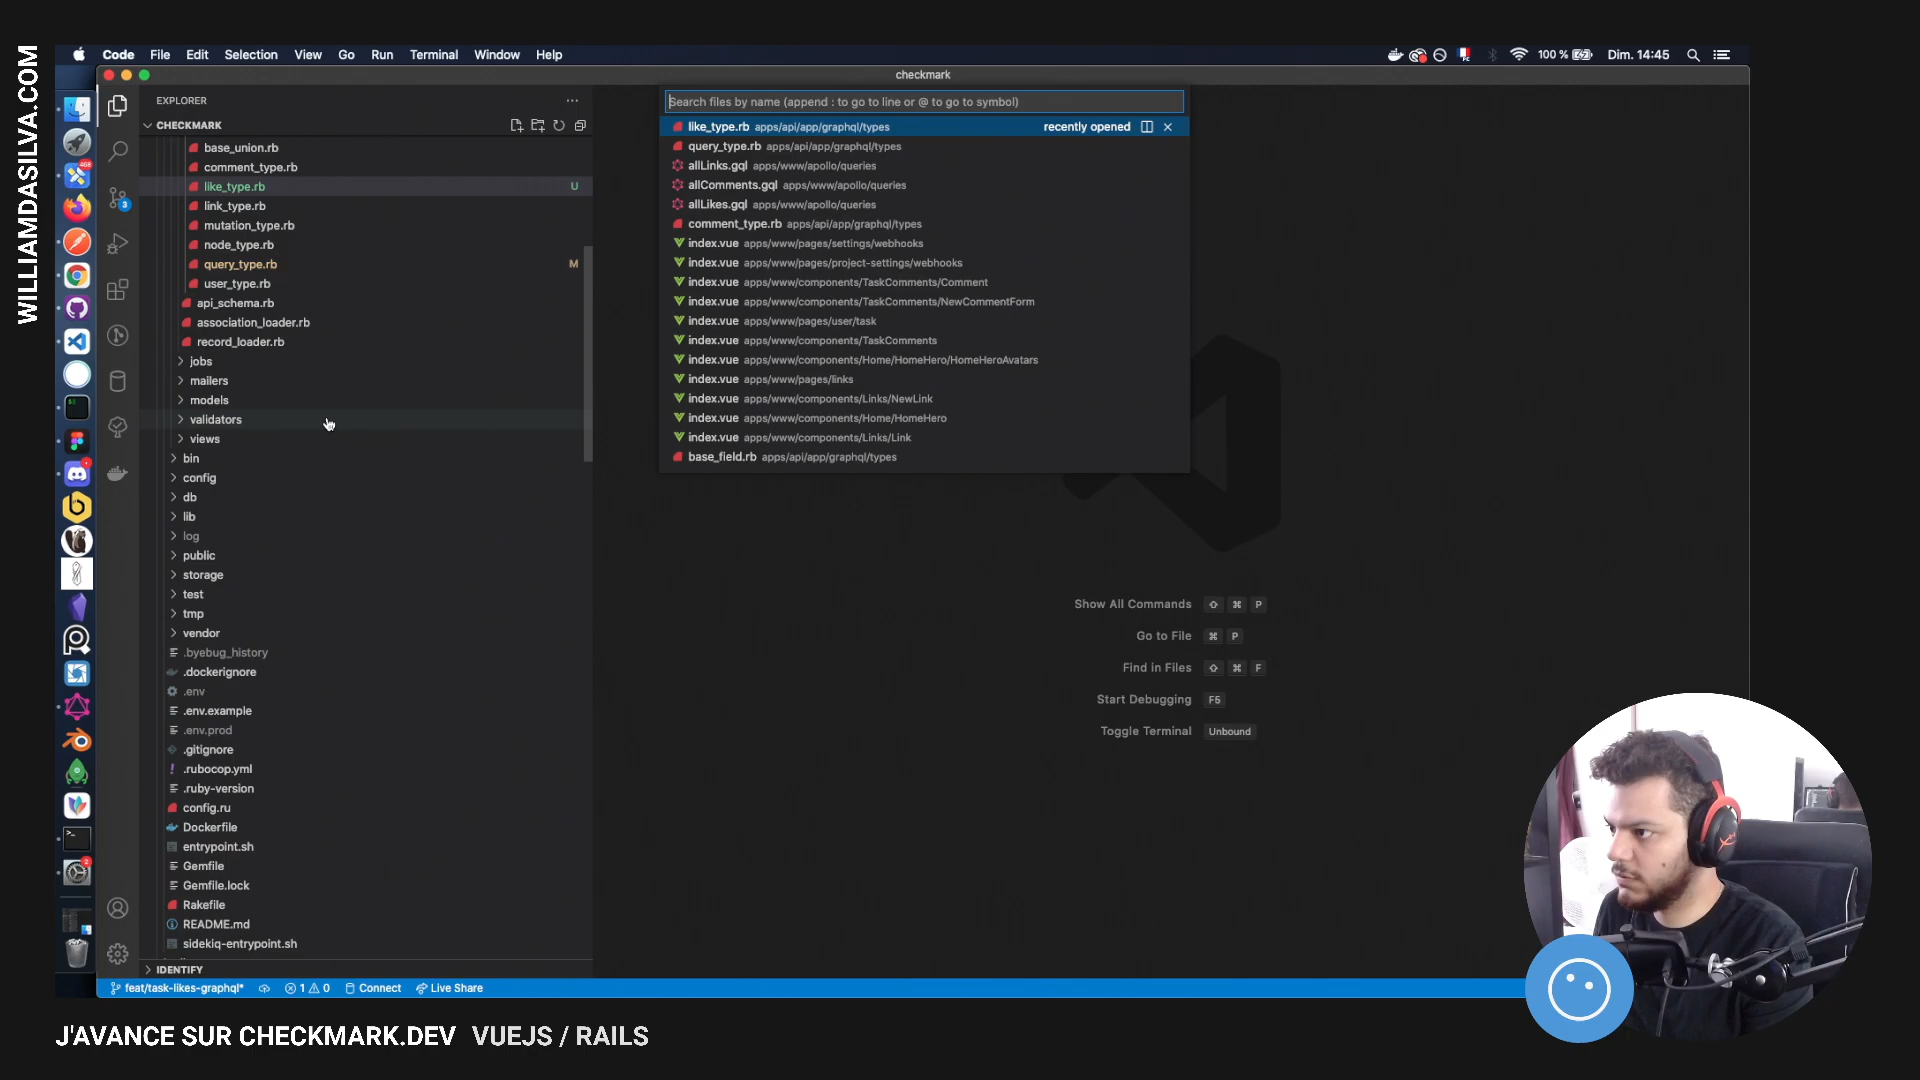 WILLIAMDASILVA.COM
Code File Edit Selection View Go Run Terminal Window Help
100 % Dim. 14:45
checkmark
EXPLORER
CHECKMARK
base_union.rb
comment_type.rb
like_type.rb U
link_type.rb
mutation_type.rb
node_type.rb
query_type.rb M
user_type.rb
api_schema.rb
association_loader.rb
record_loader.rb
jobs
mailers
models
validators
views
bin
config
db
lib
log
public
storage
test
tmp
vendor
.byebug_history
.dockerignore
.env
.env.example
.env.prod
.gitignore
.rubocop.yml
.ruby-version
config.ru
Dockerfile
entrypoint.sh
Gemfile
Gemfile.lock
Rakefile
README.md
sidekiq-entrypoint.sh
IDENTIFY
Search files by name (append : to go to line or @ to go to symbol)
like_type.rb apps/api/app/graphql/types recently opened
query_type.rb apps/api/app/graphql/types
allLinks.gql apps/www/apollo/queries
allComments.gql apps/www/apollo/queries
allLikes.gql apps/www/apollo/queries
comment_type.rb apps/api/app/graphql/types
index.vue apps/www/pages/settings/webhooks
index.vue apps/www/pages/project-settings/webhooks
index.vue apps/www/components/TaskComments/Comment
index.vue apps/www/components/TaskComments/NewCommentForm
index.vue apps/www/pages/user/task
index.vue apps/www/components/TaskComments
index.vue apps/www/components/Home/HomeHero/HomeHeroAvatars
index.vue apps/www/pages/links
index.vue apps/www/components/Links/NewLink
index.vue apps/www/components/Home/HomeHero
index.vue apps/www/components/Links/Link
base_field.rb apps/api/app/graphql/types
Show All Commands ⇧ ⌘ P
Go to File ⌘ P
Find in Files ⇧ ⌘ F
Start Debugging F5
Toggle Terminal Unbound
feat/task-likes-graphql* 1 0 Connect Live Share
J'AVANCE SUR CHECKMARK.DEV VUEJS / RAILS